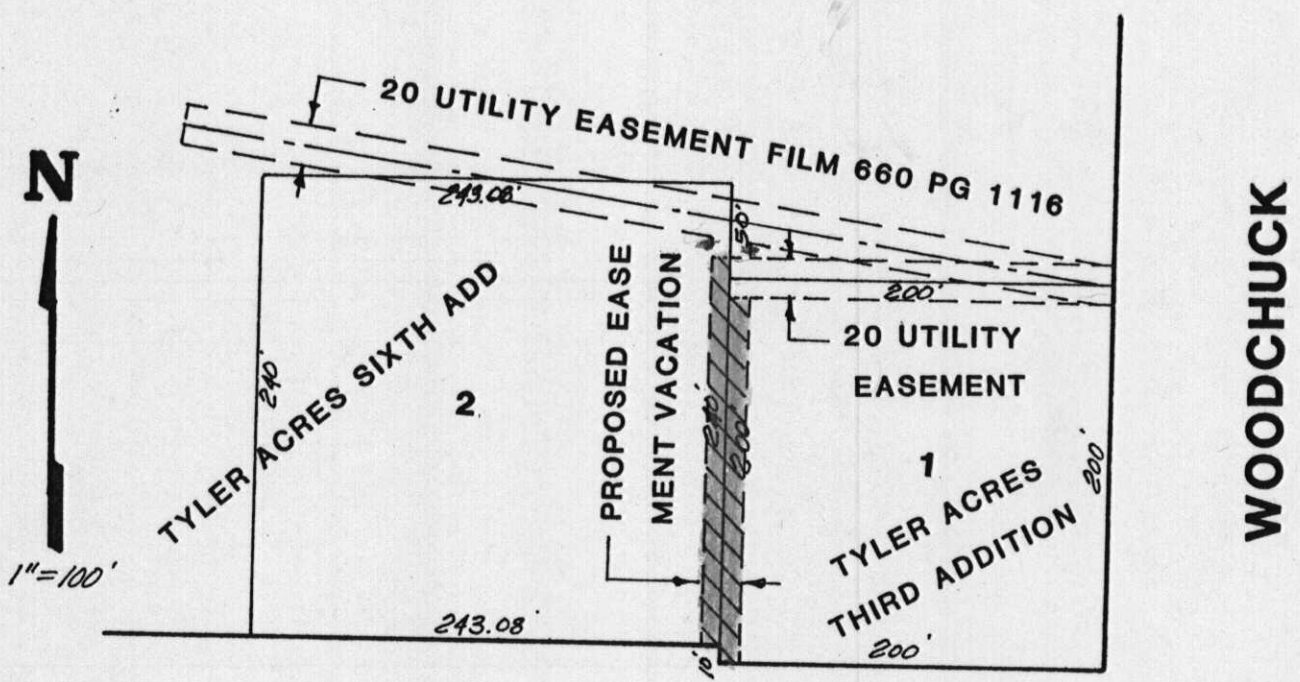 20 UTILITY EASEMENT FILM 660 PG 1116
N
1"=100'
243.08'
50'
200'
20 UTILITY
EASEMENT
PROPOSED EASE
MENT VACATION
TYLER ACRES SIXTH ADD
240'
2
240'
200'
1
TYLER ACRES
THIRD ADDITION
200'
WOODCHUCK
243.08'
10'
200'